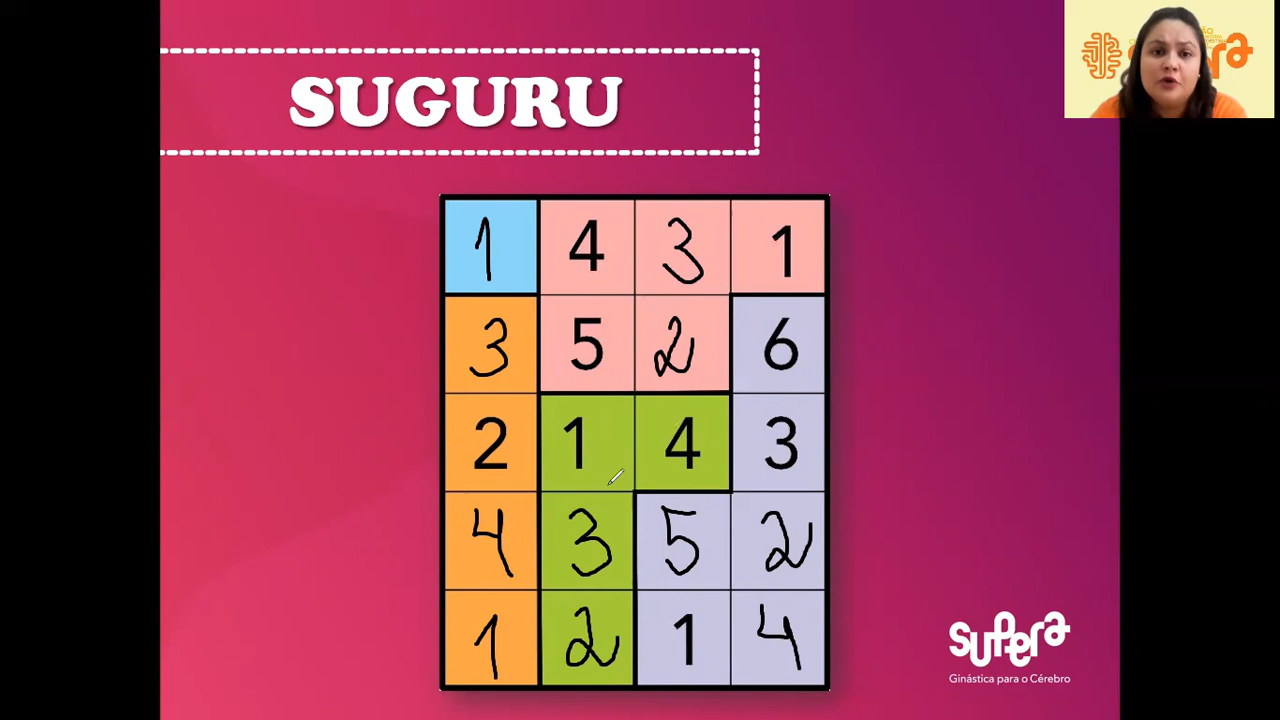 SUGURU
1 4 3 1
3 5 2 6
2 1 4 3
4 3 5 2
1 2 1 4
supera
Ginástica para o Cérebro